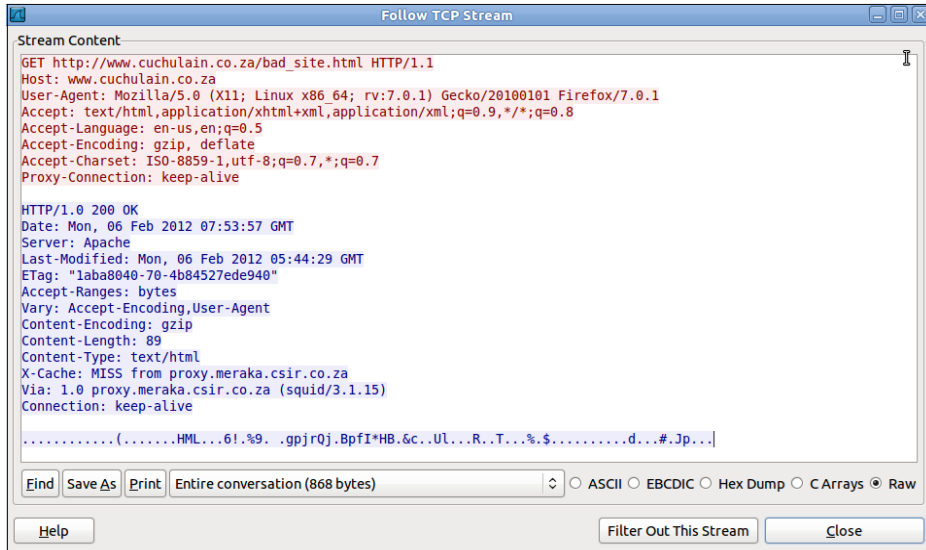 Follow TCP Stream
Stream Content
GET http://www.cuchulain.co.za/bad_site.html HTTP/1.1
Host: www.cuchulain.co.za
User-Agent: Mozilla/5.0 (X11; Linux x86_64; rv:7.0.1) Gecko/20100101 Firefox/7.0.1
Accept: text/html,application/xhtml+xml,application/xml;q=0.9,*/*;q=0.8
Accept-Language: en-us,en;q=0.5
Accept-Encoding: gzip, deflate
Accept-Charset: ISO-8859-1,utf-8;q=0.7,*;q=0.7
Proxy-Connection: keep-alive
HTTP/1.0 200 OK
Date: Mon, 06 Feb 2012 07:53:57 GMT
Server: Apache
Last-Modified: Mon, 06 Feb 2012 05:44:29 GMT
ETag: "1aba8040-70-4b84527ede940"
Accept-Ranges: bytes
Vary: Accept-Encoding,User-Agent
Content-Encoding: gzip
Content-Length: 89
Content-Type: text/html
X-Cache: MISS from proxy.meraka.csir.co.za
Via: 1.0 proxy.meraka.csir.co.za (squid/3.1.15)
Connection: keep-alive
............(.......HML...6!.%9. .gpjrQj.BpfI*HB.&c..Ul...R..T...%.$..........d...#.Jp...
Find Save As Print Entire conversation (868 bytes) ASCII EBCDIC Hex Dump C Arrays Raw
Help Filter Out This Stream Close